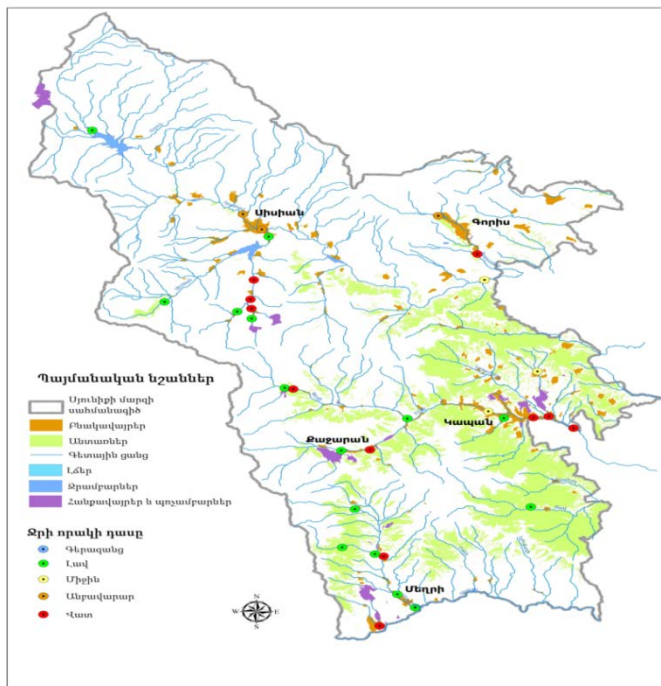 Սիսիան
Գորիս
Պայմանական նշաններ
Սյունիքի մարզի
սահմանագիծ
Բնակավայրեր
Անտառներ
Գետային ցանց
Լճեր
Ջրամբարներ
Հանքավայրեր և պոչամբարներ
Քաջարան
Կապան
Ջրի որակի դասը
Գերազանց
Լավ
Միջին
Անբավարար
Վատ
Մեղրի
N
W E
S